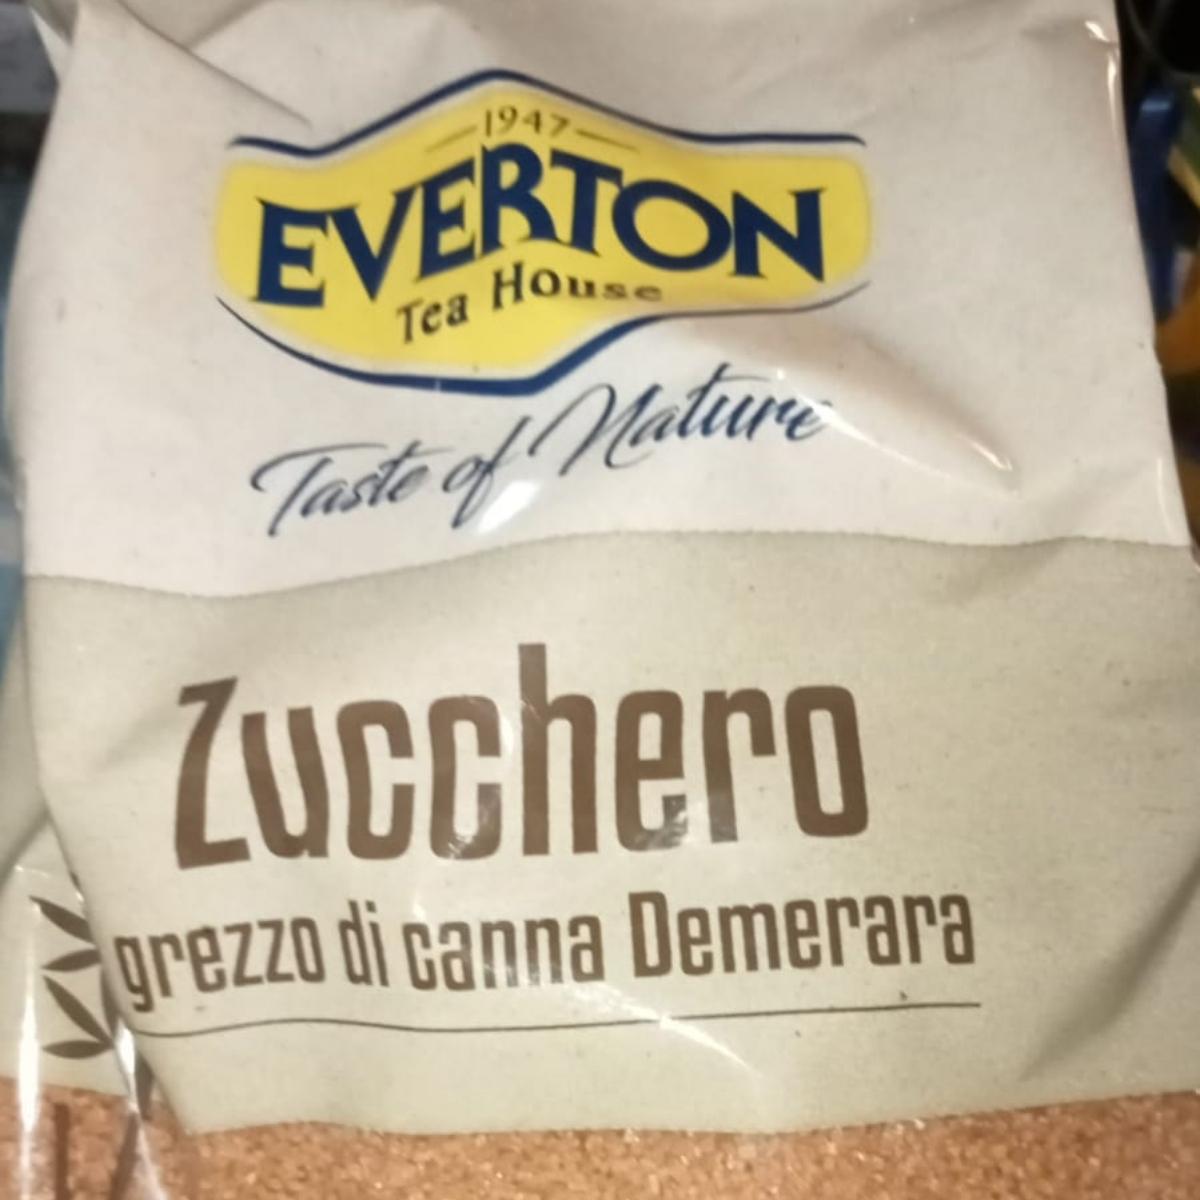 1947
EVERTON
Tea House
Taste of Nature
Zucchero
grezzo di canna Demerara